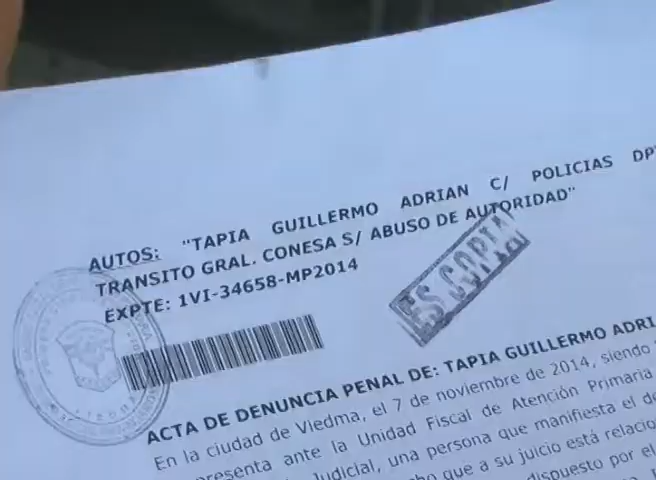 AUTOS: "TAPIA GUILLERMO ADRIAN C/ POLICIAS
TRANSITO GRAL. CONESA S/ ABUSO DE AUTORIDAD"
EXPTE: 1VI-34658-MP2014
ES COPIA
ACTA DE DENUNCIA PENAL DE: TAPIA GUILLERMO
En la ciudad de Viedma, el 7 de noviembre de 2014, siendo
ante la Unidad Fiscal de Atención Primaria
Judicial, una persona que manifiesta el
que a su juicio está
dispuesto por el